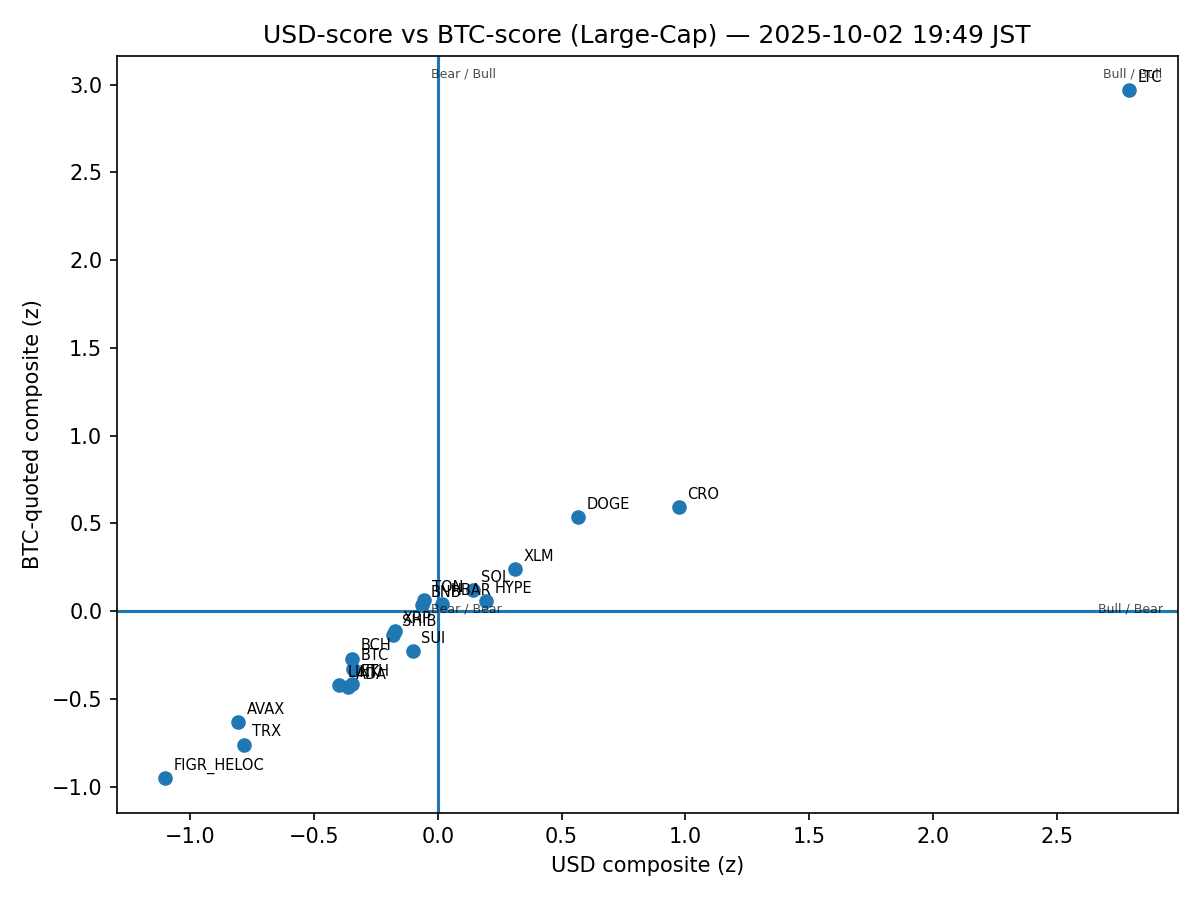 USD-score vs BTC-score (Large-Cap) — 2025-10-02 19:49 JST
BTC-quoted composite (z)
3.0
2.5
2.0
1.5
1.0
0.5
0.0
−0.5
−1.0
Bear / Bull
Bull / Bull
LTC
CRO
DOGE
XLM
SOL
TON
HBAR
HYPE
BNB
Bear / Bear
Bull / Bear
XRP
SHIB
SUI
BCH
BTC
LINK
ETH
ADA
AVAX
TRX
FIGR_HELOC
−1.0
−0.5
0.0
0.5
1.0
1.5
2.0
2.5
USD composite (z)